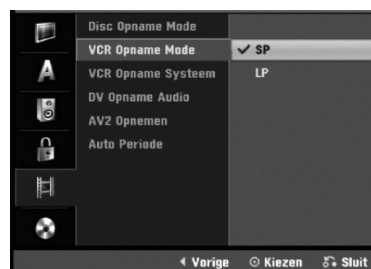 Disc Opname Mode
VCR Opname Mode
SP
VCR Opname Systeem
LP
DV Opname Audio
AV2 Opnemen
Auto Periode
Vorige Kiezen Sluit